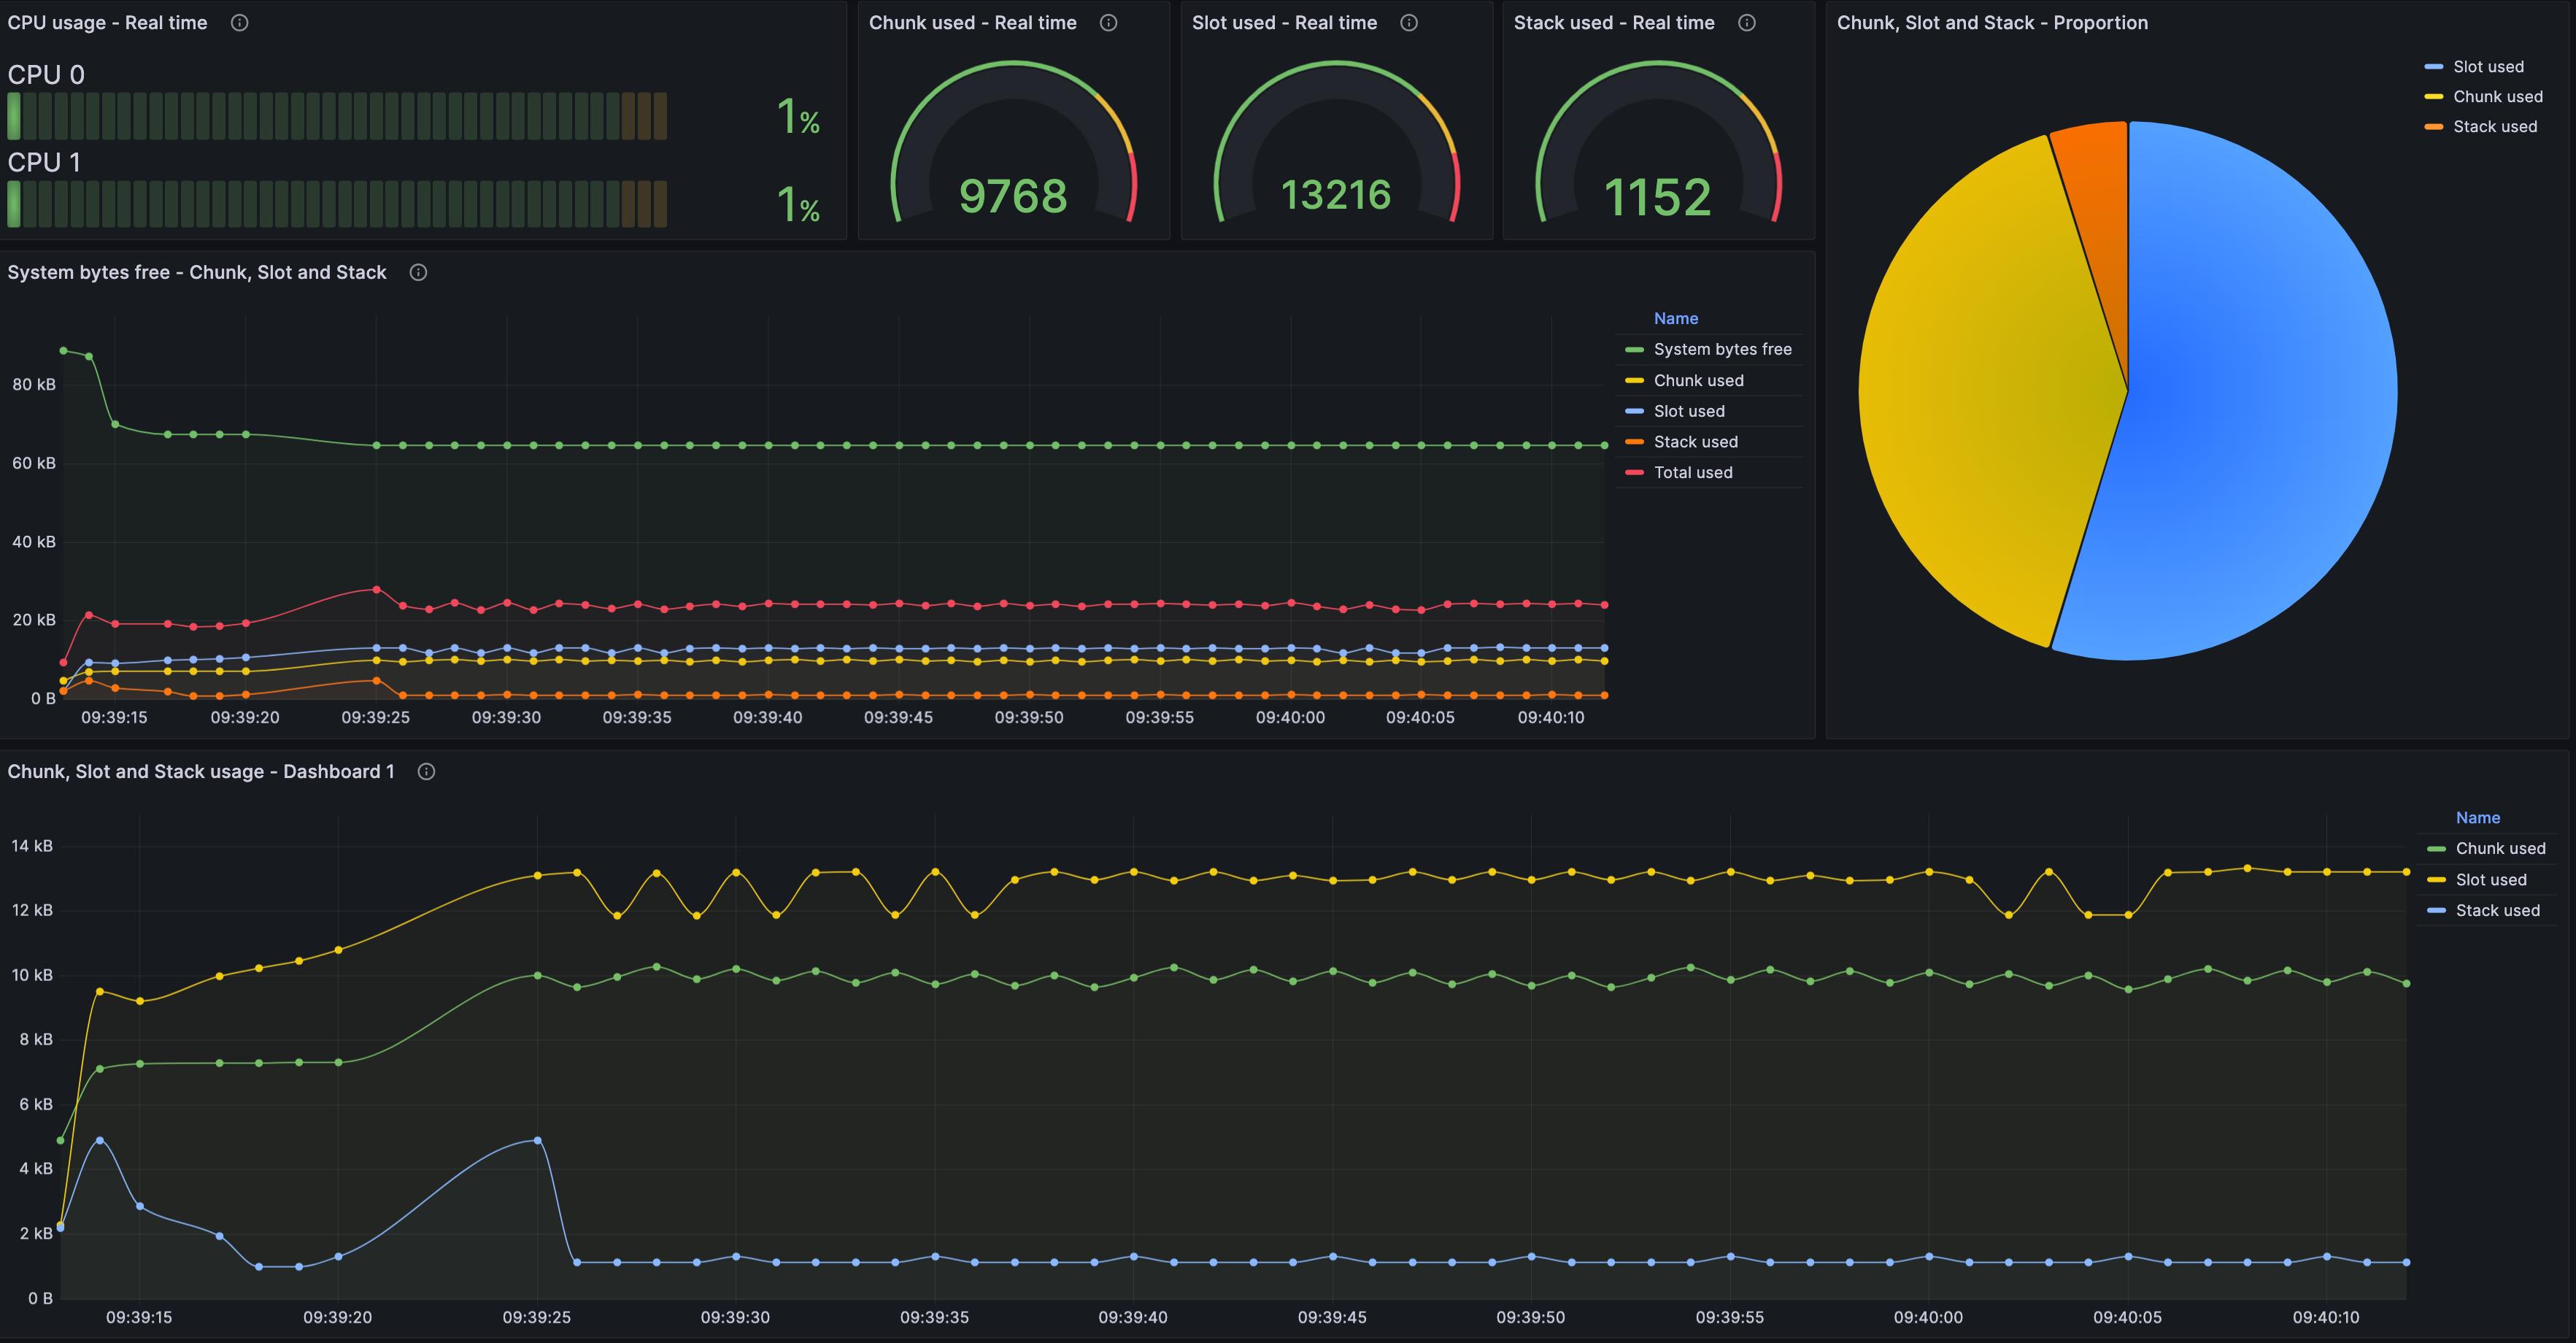 CPU usage - Real time
CPU 0
1%
CPU 1
1%
Chunk used - Real time
9768
Slot used - Real time
13216
Stack used - Real time
1152
Chunk, Slot and Stack - Proportion
Slot used
Chunk used
Stack used
System bytes free - Chunk, Slot and Stack
80 kB
60 kB
40 kB
20 kB
0 B
09:39:15 09:39:20 09:39:25 09:39:30 09:39:35 09:39:40 09:39:45 09:39:50 09:39:55 09:40:00 09:40:05 09:40:10
Name
System bytes free
Chunk used
Slot used
Stack used
Total used
Chunk, Slot and Stack usage - Dashboard 1
14 kB
12 kB
10 kB
8 kB
6 kB
4 kB
2 kB
0 B
09:39:15 09:39:20 09:39:25 09:39:30 09:39:35 09:39:40 09:39:45 09:39:50 09:39:55 09:40:00 09:40:05 09:40:10
Name
Chunk used
Slot used
Stack used